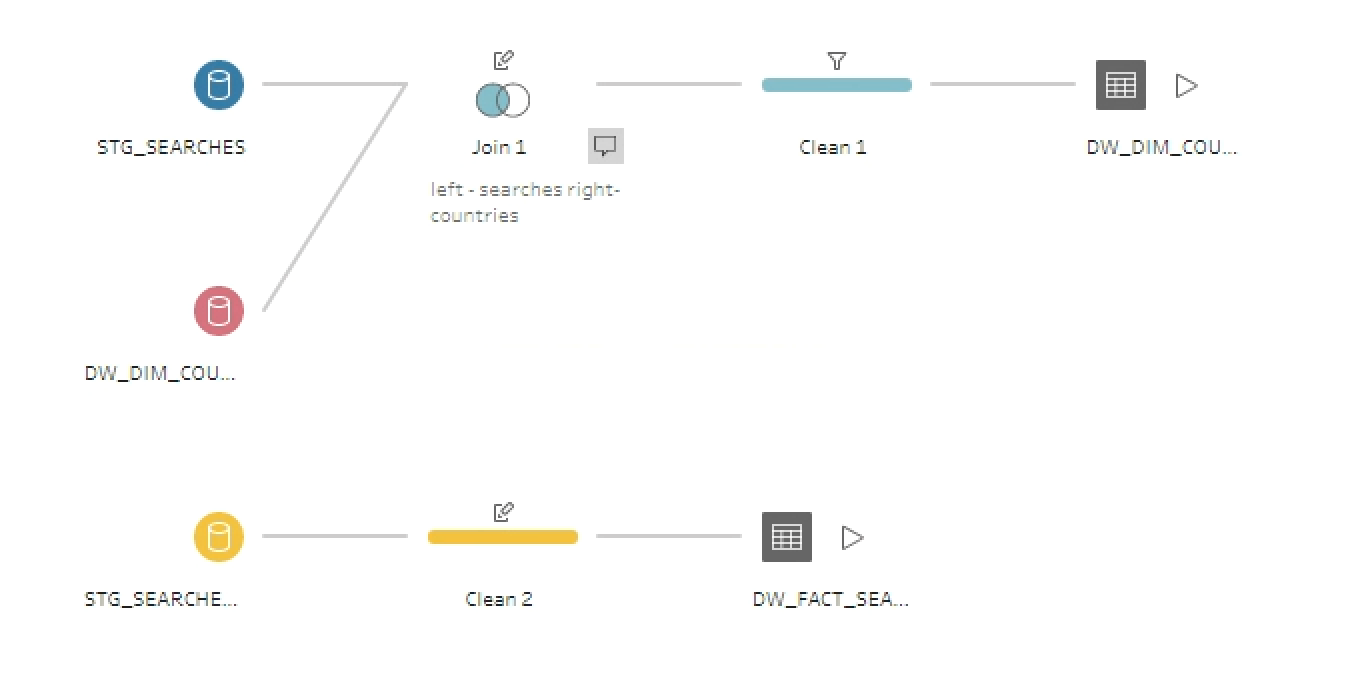 STG_SEARCHES
Join 1
Clean 1
DW_DIM_COU...
left - searches right-
countries
DW_DIM_COU...
STG_SEARCHE...
Clean 2
DW_FACT_SEA...